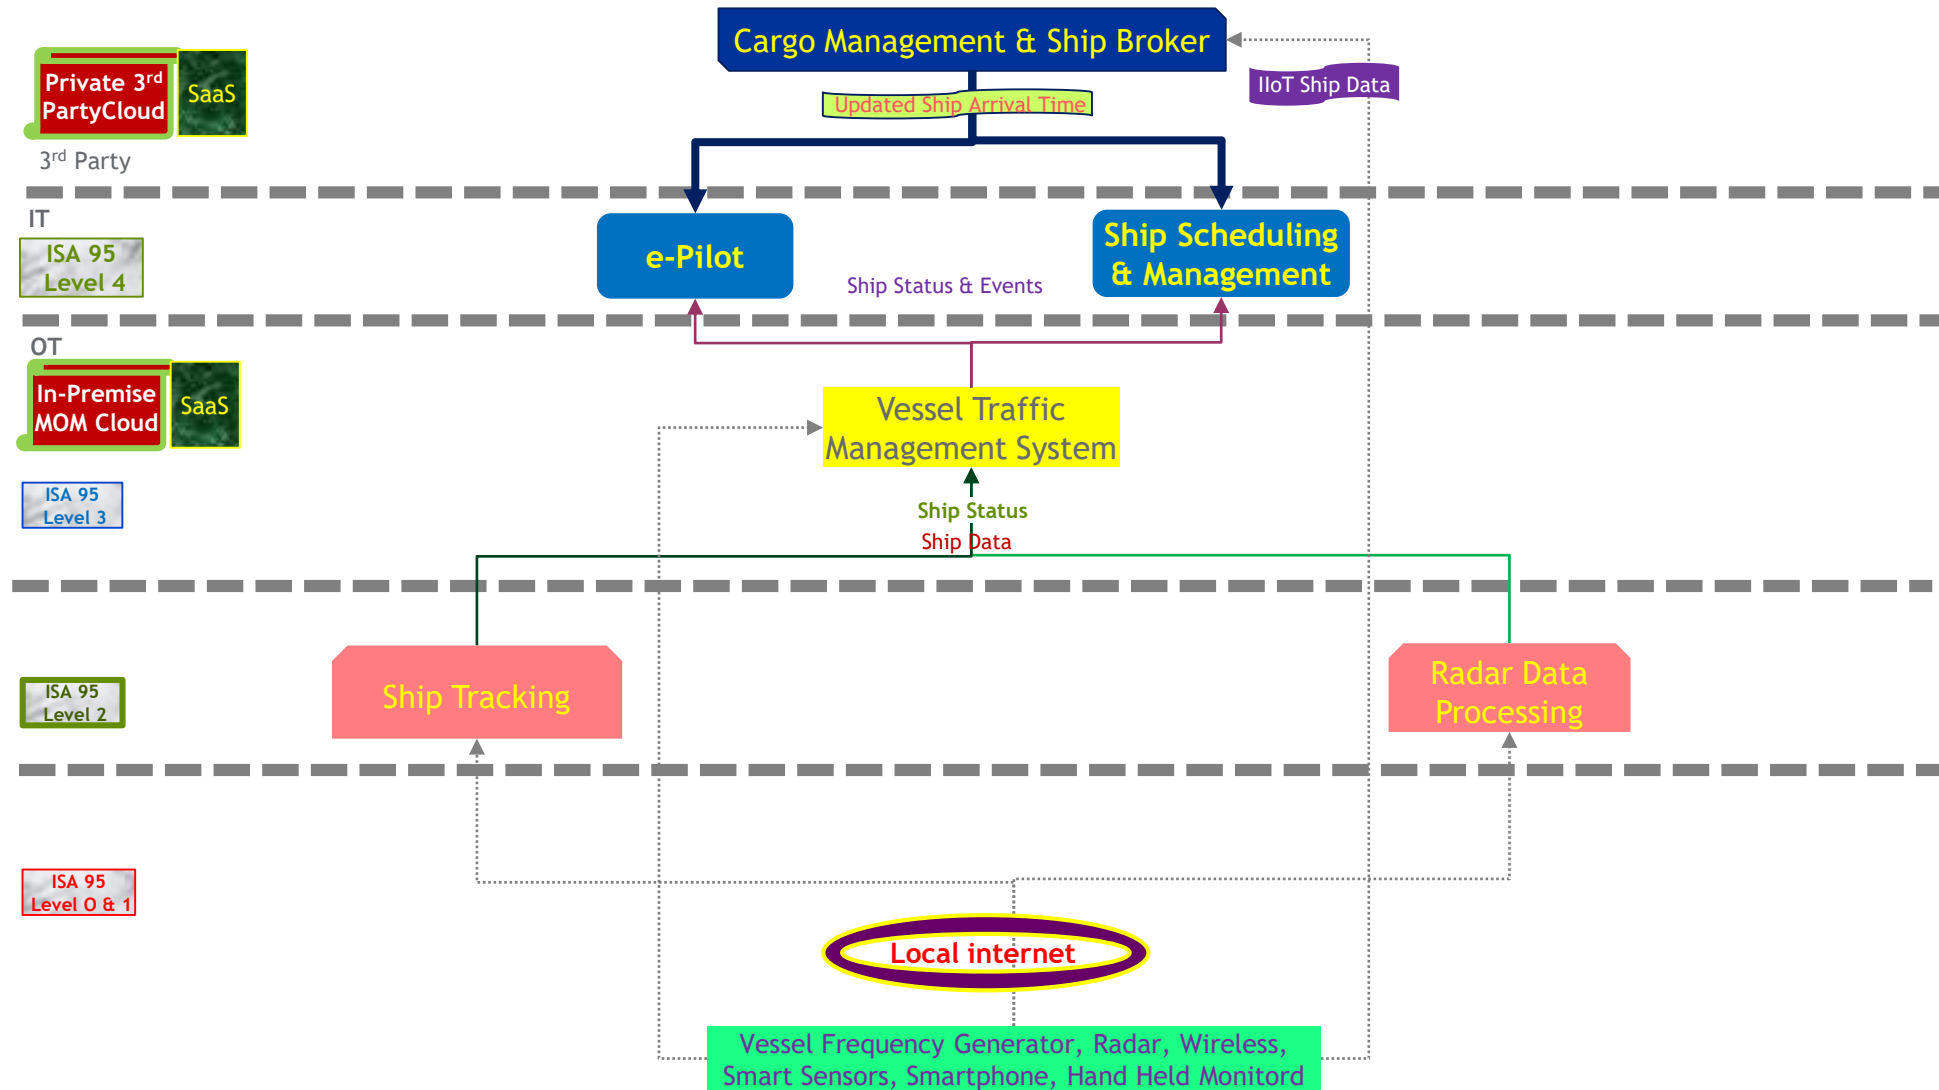 Cargo Management & Ship Broker
Private 3rd
PartyCloud
SaaS
IIoT Ship Data
Updated Ship Arrival Time
3rd Party
IT
ISA 95
Level 4
e-Pilot
Ship Scheduling
& Management
Ship Status & Events
OT
In-Premise
MOM Cloud
SaaS
Vessel Traffic
Management System
ISA 95
Level 3
Ship Status
Ship Data
ISA 95
Level 2
Ship Tracking
Radar Data
Processing
ISA 95
Level 0 & 1
Local internet
Vessel Frequency Generator, Radar, Wireless,
Smart Sensors, Smartphone, Hand Held Monitord